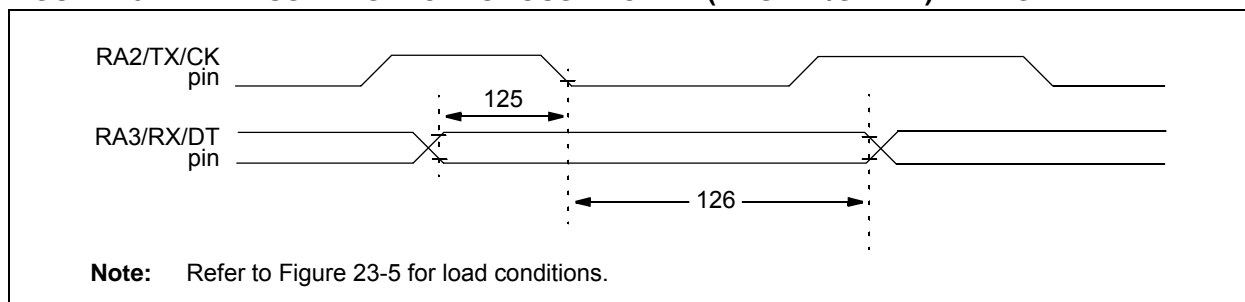 RA2/TX/CK
pin
125
RA3/RX/DT
pin
126
Note: Refer to Figure 23-5 for load conditions.